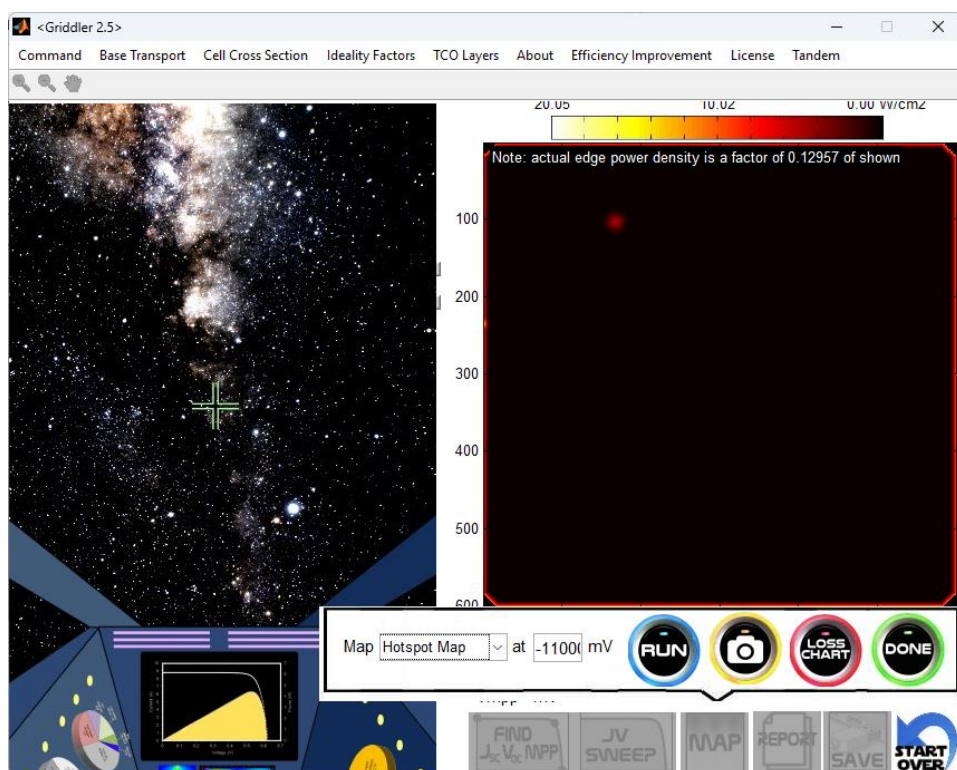 <Griddler 2.5>
Command Base Transport Cell Cross Section Ideality Factors TCO Layers About Efficiency Improvement License Tandem
20.05 10.02 0.00 W/cm2
Note: actual edge power density is a factor of 0.12957 of shown
100
200
300
400
500
600
Map Hotspot Map at -1100 mV
RUN
LOSS
CHART
DONE
FIND
Jsc Voc MPP
JV
SWEEP
MAP
REPORT
SAVE
START
OVER